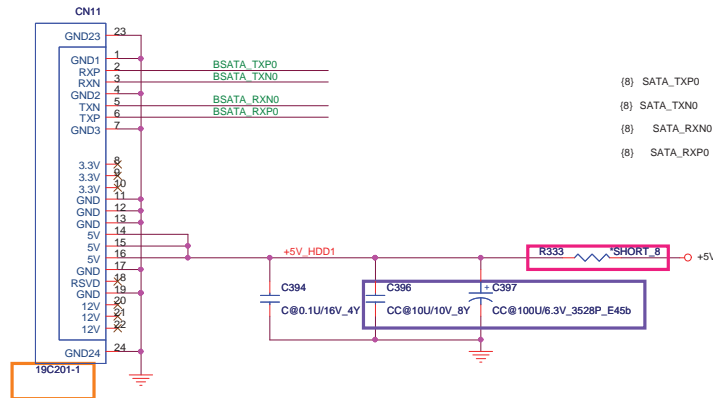 CN11
GND23 23
GND1 1
RXP 2 BSATA_TXP0
RXN 3 BSATA_TXN0
GND2 4
TXN 5 BSATA_RXN0
TXP 6 BSATA_RXP0
GND3 7
3.3V 8
3.3V 9
3.3V 10
GND 11
GND 12
GND 13
5V 14
5V 15
5V 16
GND 17
RSVD 18
GND 19
12V 20
12V 21
12V 22
GND24 24
19C201-1
{8} SATA_TXP0
{8} SATA_TXN0
{8} SATA_RXN0
{8} SATA_RXP0
+5V_HDD1
R333 *SHORT_8
+5V
C394
C@0.1U/16V_4Y
C396
CC@10U/10V_8Y
+ C397
CC@100U/6.3V_3528P_E45b